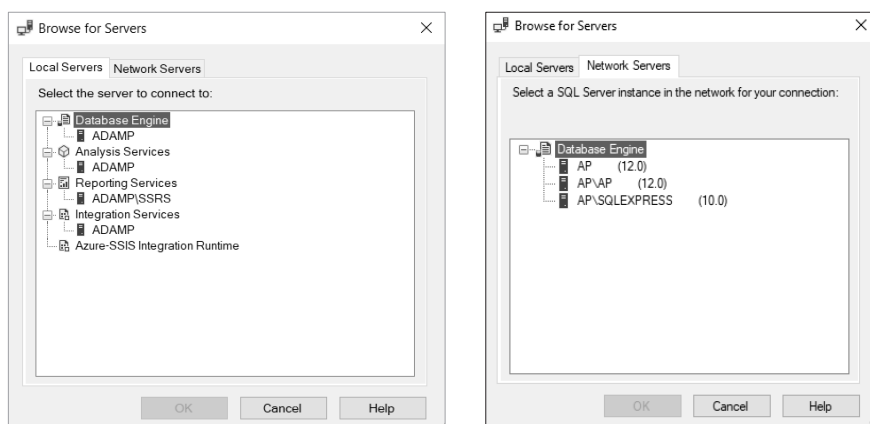 Browse for Servers
Local Servers Network Servers
Select the server to connect to:
Database Engine
ADAMP
Analysis Services
ADAMP
Reporting Services
ADAMP\SSRS
Integration Services
ADAMP
Azure-SSIS Integration Runtime
OK Cancel Help
Browse for Servers
Local Servers Network Servers
Select a SQL Server instance in the network for your connection:
Database Engine
AP (12.0)
AP\AP (12.0)
AP\SQLEXPRESS (10.0)
OK Cancel Help